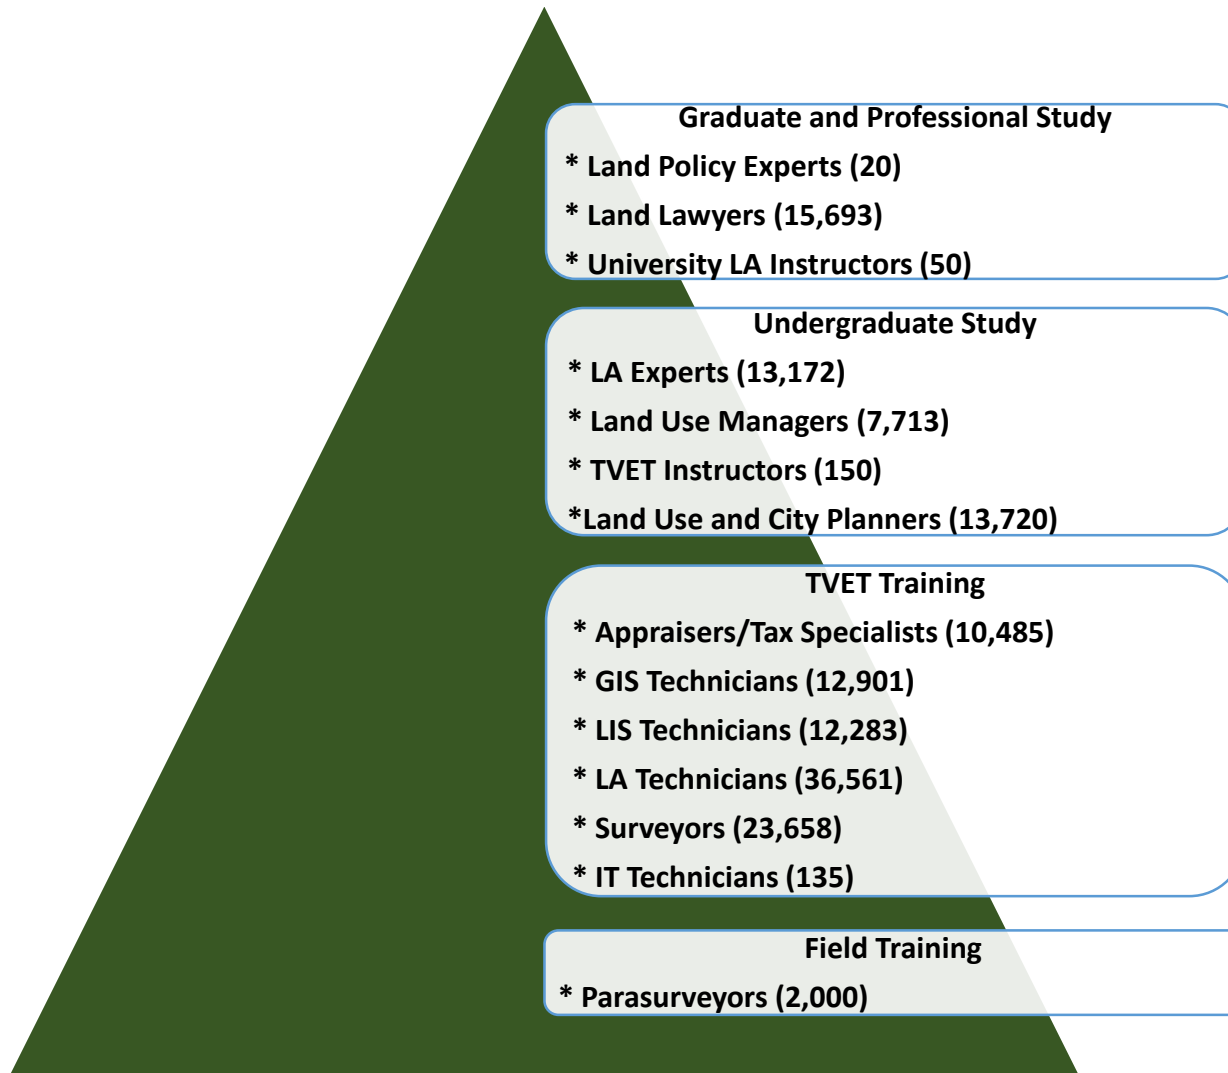 Graduate and Professional Study
* Land Policy Experts (20)
* Land Lawyers (15,693)
* University LA Instructors (50)
Undergraduate Study
* LA Experts (13,172)
* Land Use Managers (7,713)
* TVET Instructors (150)
*Land Use and City Planners (13,720)
TVET Training
* Appraisers/Tax Specialists (10,485)
* GIS Technicians (12,901)
* LIS Technicians (12,283)
* LA Technicians (36,561)
* Surveyors (23,658)
* IT Technicians (135)
Field Training
* Parasurveyors (2,000)